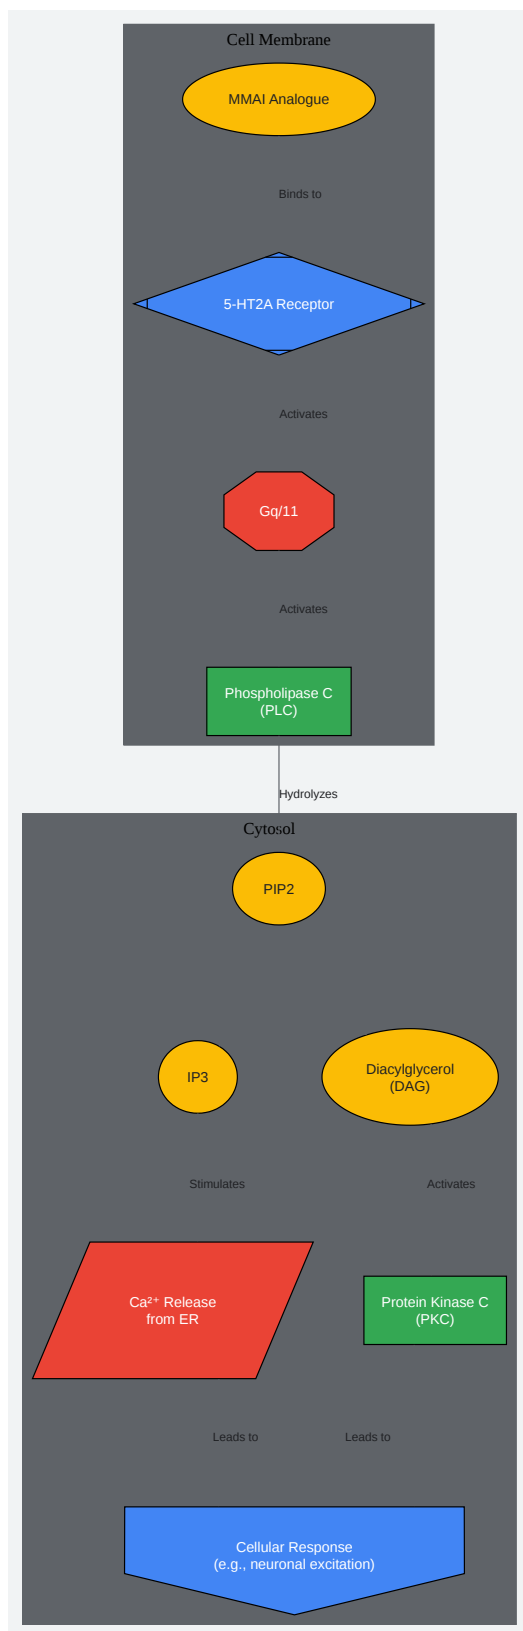 Cell Membrane
MMAI Analogue
Binds to
5-HT2A Receptor
Activates
Gq/11
Activates
Phospholipase C
(PLC)
Hydrolyzes
Cytosol
PIP2
IP3
Diacylglycerol
(DAG)
Stimulates
Activates
Ca²⁺ Release
from ER
Protein Kinase C
(PKC)
Leads to
Leads to
Cellular Response
(e.g., neuronal excitation)